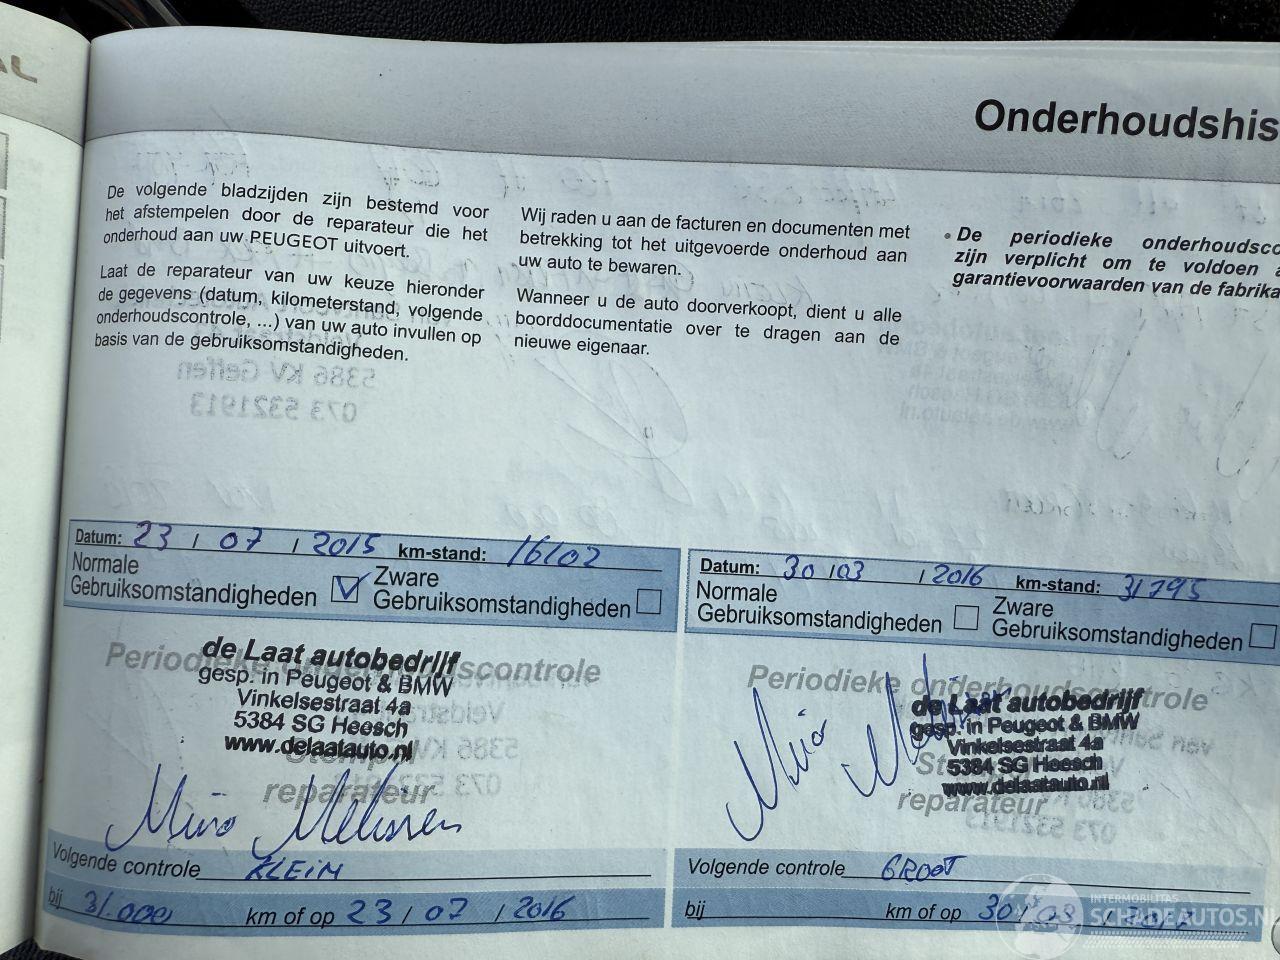 Onderhoudshis
De volgende bladzijden zijn bestemd voor
het afstempelen door de reparateur die het
onderhoud aan uw PEUGEOT uitvoert.
Laat de reparateur van uw keuze hieronder
de gegevens (datum, kilometerstand, volgende
onderhoudscontrole, ...) van uw auto invullen op
basis van de gebruiksomstandigheden.
Wij raden u aan de facturen en documenten met
betrekking tot het uitgevoerde onderhoud aan
uw auto te bewaren.
Wanneer u de auto doorverkoopt, dient u alle
boorddocumentatie over te dragen aan de
nieuwe eigenaar.
• De periodieke onderhoudsco
zijn verplicht om te voldoen a
garantievoorwaarden van de fabrika
Datum: 23 / 07 / 2015 km-stand: 16102
Normale
Gebruiksomstandigheden
Zware
Gebruiksomstandigheden
Periodieke onderhoudscontrole
de Laat autobedrijf
gesp. in Peugeot & BMW
Vinkelsestraat 4a
5384 SG Heesch
www.delaatauto.nl
Stempel
reparateur
Volgende controle KLEIN
bij 31.000 km of op 23 / 07 / 2016
Datum: 30 / 03 / 2016 km-stand: 31795
Normale
Gebruiksomstandigheden
Zware
Gebruiksomstandigheden
Periodieke onderhoudscontrole
de Laat autobedrijf
gesp. in Peugeot & BMW
Vinkelsestraat 4a
5384 SG Heesch
www.delaatauto.nl
reparateur
Volgende controle GROOT
bij km of op 30 / 03 / 2017
INTERMOBILITAS
SCHADEAUTOS.NL